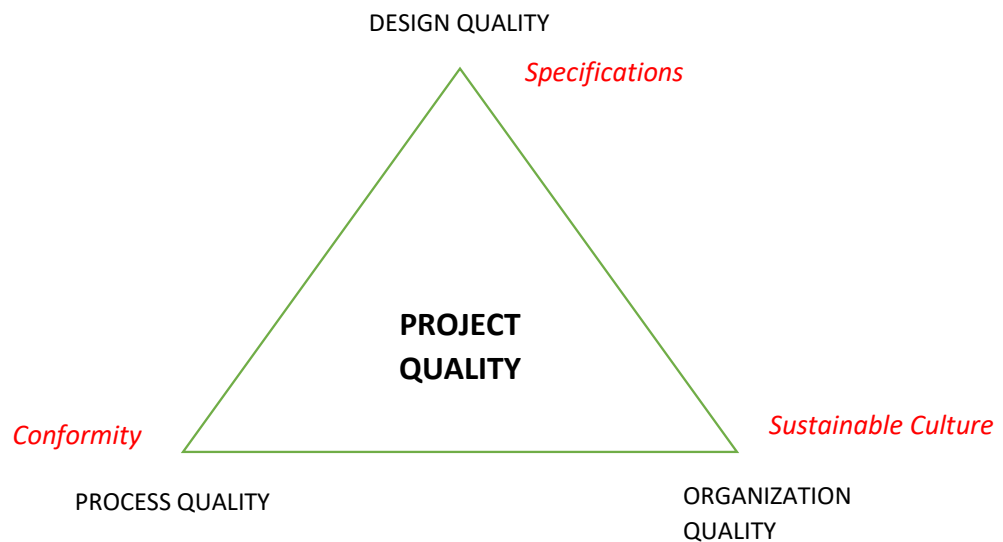 DESIGN QUALITY
Specifications
PROJECT
QUALITY
Conformity
Sustainable Culture
PROCESS QUALITY
ORGANIZATION
QUALITY